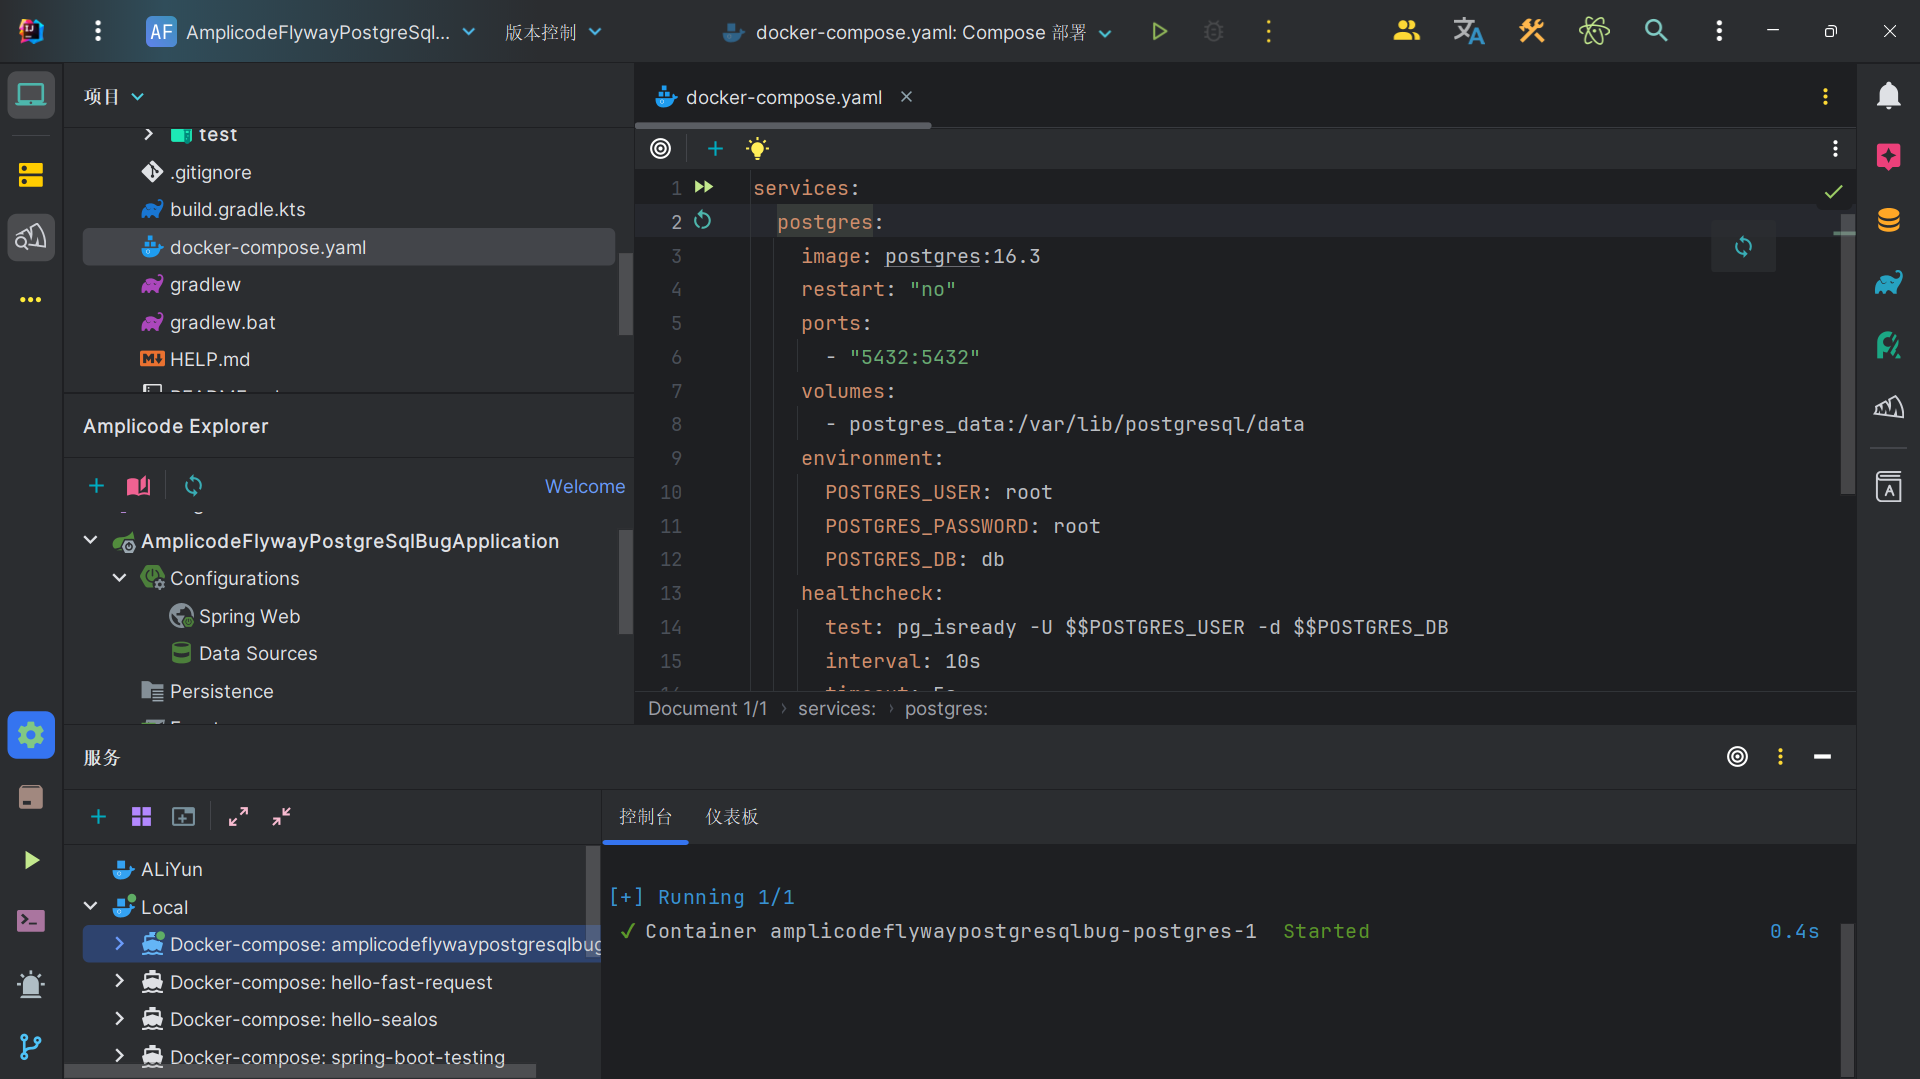 AF AmplicodeFlywayPostgreSql... 版本控制 docker-compose.yaml: Compose 部署
项目
test
.gitignore
build.gradle.kts
docker-compose.yaml
gradlew
gradlew.bat
HELP.md
Amplicode Explorer
Welcome
AmplicodeFlywayPostgreSqlBugApplication
Configurations
Spring Web
Data Sources
Persistence
docker-compose.yaml
1 services:
2 postgres:
3 image: postgres:16.3
4 restart: "no"
5 ports:
6 - "5432:5432"
7 volumes:
8 - postgres_data:/var/lib/postgresql/data
9 environment:
10 POSTGRES_USER: root
11 POSTGRES_PASSWORD: root
12 POSTGRES_DB: db
13 healthcheck:
14 test: pg_isready -U $$POSTGRES_USER -d $$POSTGRES_DB
15 interval: 10s
Document 1/1 › services: › postgres:
服务
ALiYun
Local
Docker-compose: amplicodeflywaypostgresqlbug
Docker-compose: hello-fast-request
Docker-compose: hello-sealos
Docker-compose: spring-boot-testing
控制台 仪表板
[+] Running 1/1
✓ Container amplicodeflywaypostgresqlbug-postgres-1 Started 0.4s